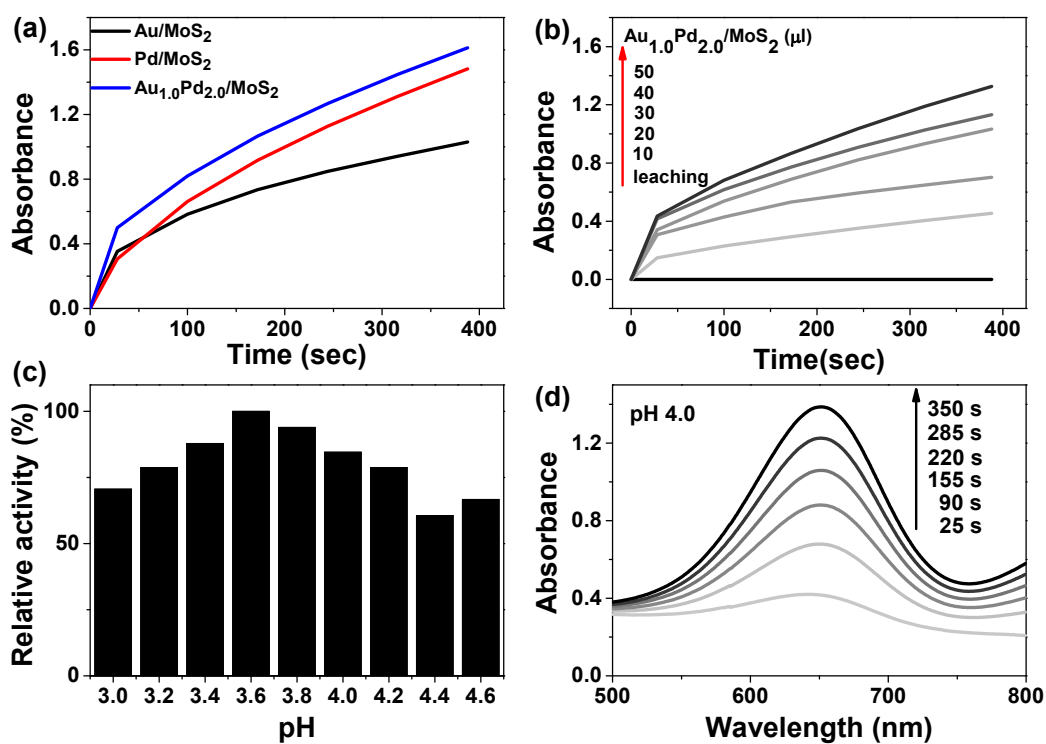 (a)
Au/MoS2
Pd/MoS2
Au1.0Pd2.0/MoS2
1.6
1.2
0.8
0.4
0.0
Absorbance
0 100 200 300 400
Time (sec)
(b)
Au1.0Pd2.0/MoS2 (μl)
50
40
30
20
10
leaching
1.6
1.2
0.8
0.4
0.0
Absorbance
0 100 200 300 400
Time(sec)
(c)
100
50
0
Relative activity (%)
3.0 3.2 3.4 3.6 3.8 4.0 4.2 4.4 4.6
pH
(d)
pH 4.0
350 s
285 s
220 s
155 s
90 s
25 s
1.2
0.8
0.4
0.0
Absorbance
500 600 700 800
Wavelength (nm)